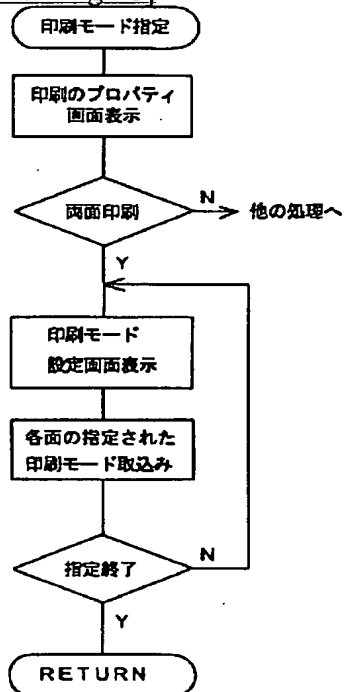 印刷モード指定
印刷のプロパティ
画面表示
両面印刷
N
他の処理へ
Y
印刷モード
設定画面表示
各面の指定された
印刷モード取込み
指定終了
N
Y
RETURN